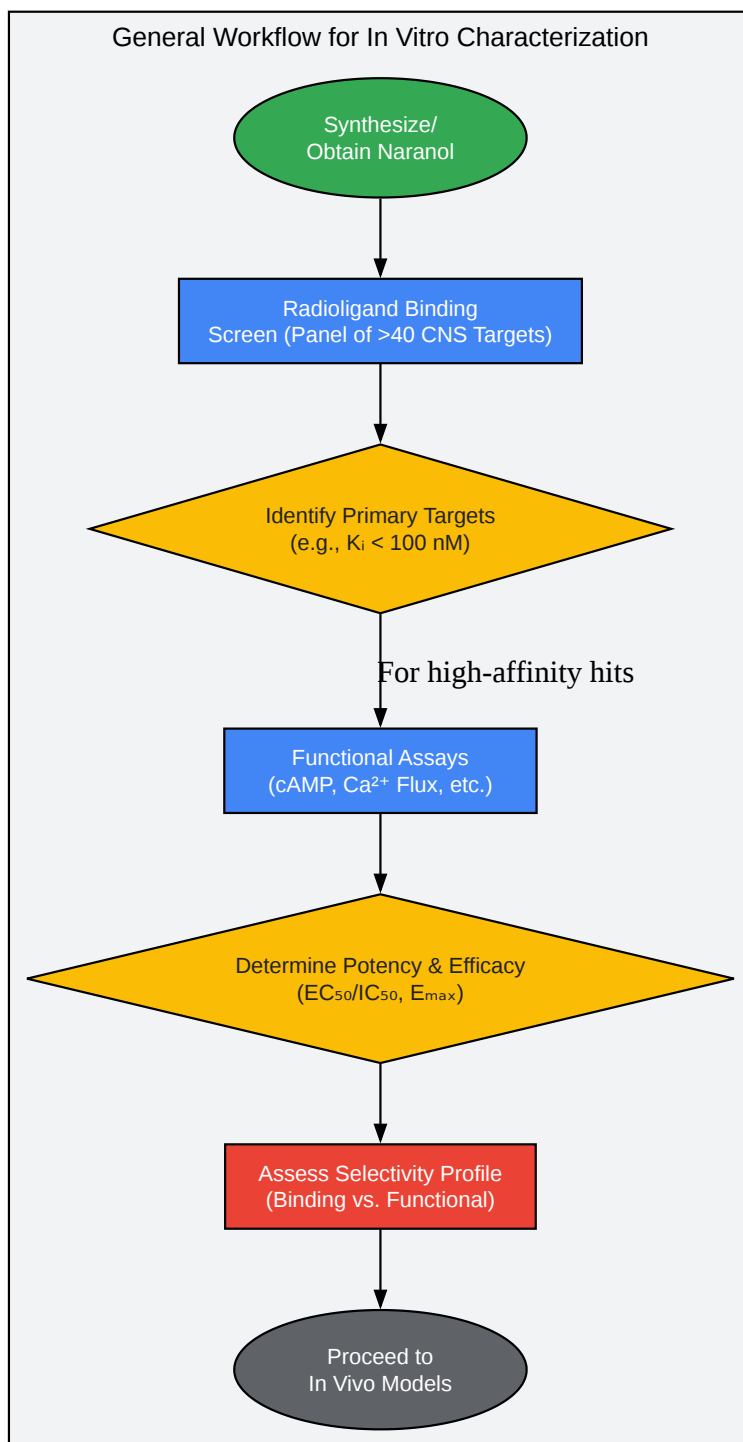 General Workflow for In Vitro Characterization
Synthesize/
Obtain Naranol
Radioligand Binding
Screen (Panel of >40 CNS Targets)
Identify Primary Targets
(e.g., Kᵢ < 100 nM)
For high-affinity hits
Functional Assays
(cAMP, Ca²⁺ Flux, etc.)
Determine Potency & Efficacy
(EC₅₀/IC₅₀, Eₘₐₓ)
Assess Selectivity Profile
(Binding vs. Functional)
Proceed to
In Vivo Models